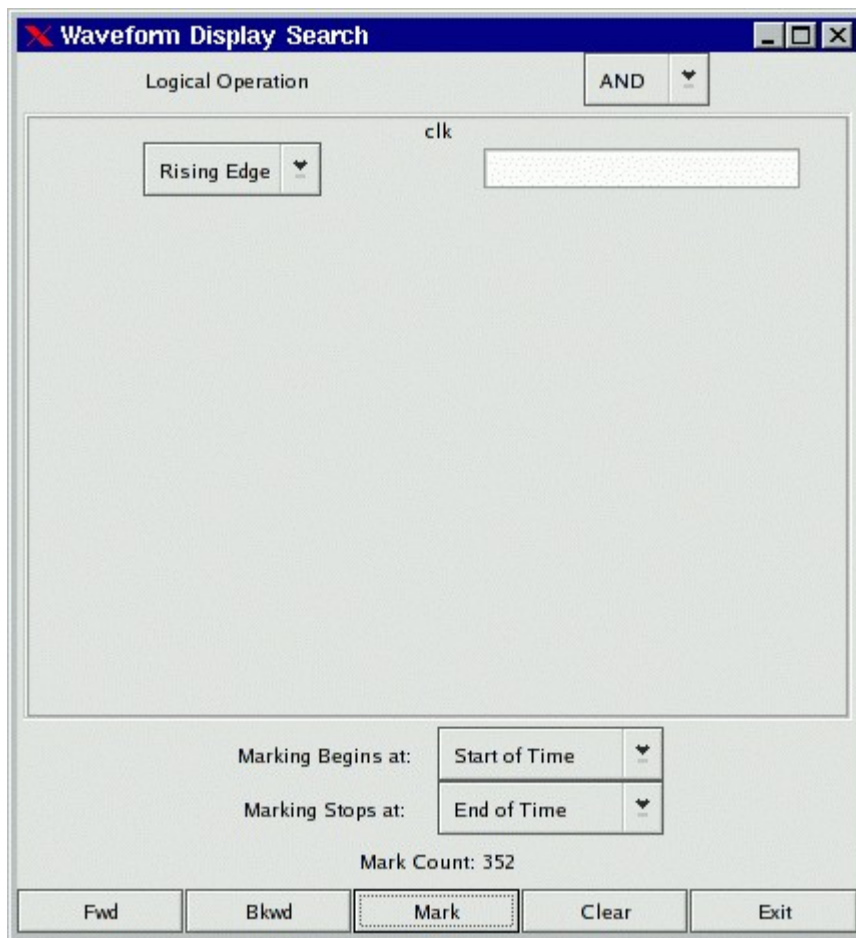 Waveform Display Search
Logical Operation AND
clk
Rising Edge
Marking Begins at: Start of Time
Marking Stops at: End of Time
Mark Count: 352
Fwd Bkwd Mark Clear Exit